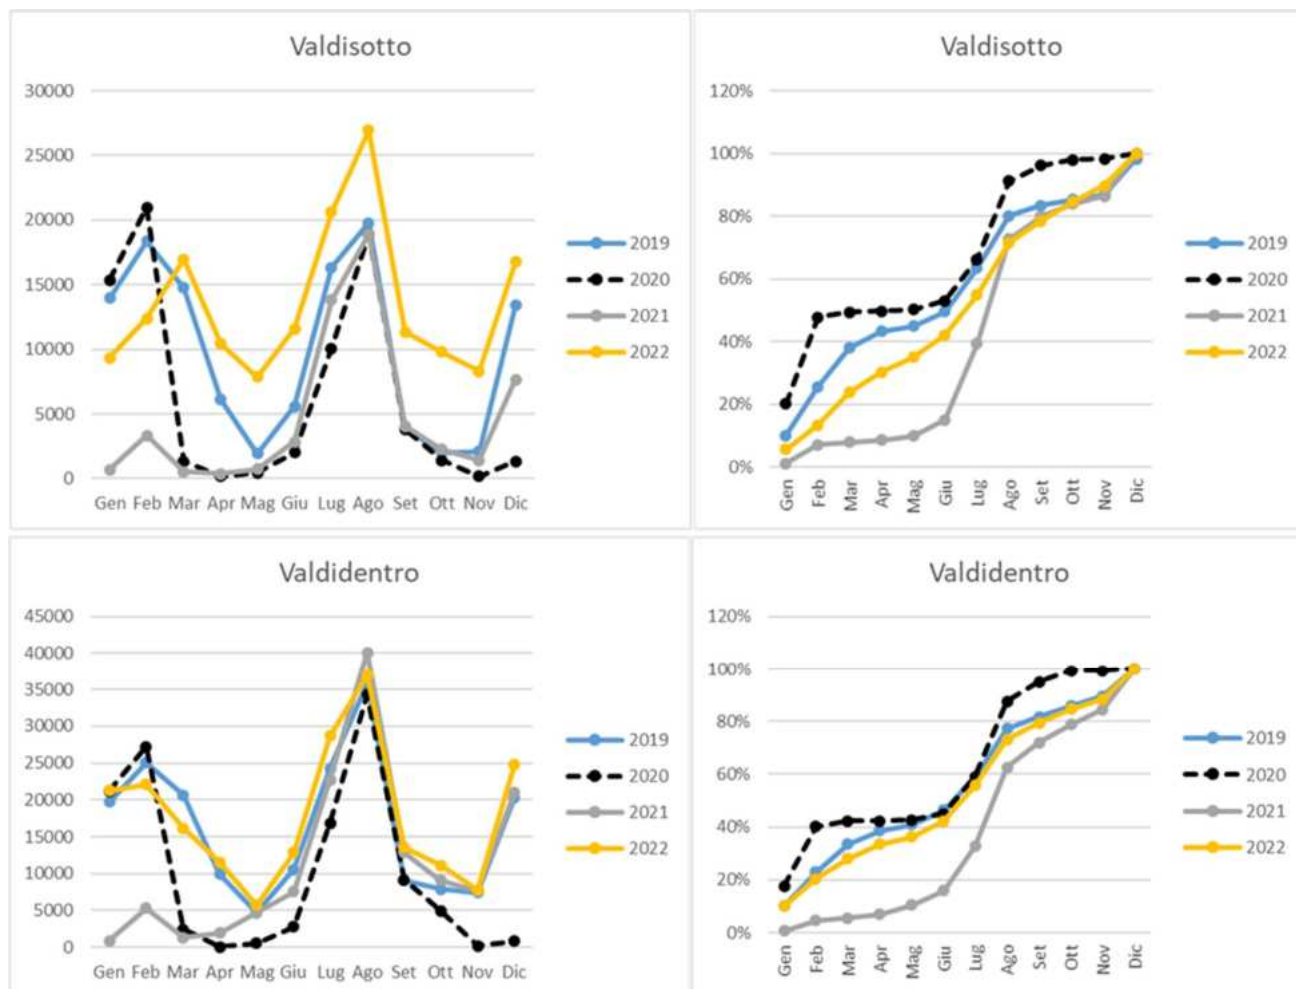 Valdisotto
30000
25000
20000
15000
10000
5000
0
Gen Feb Mar Apr Mag Giu Lug Ago Set Ott Nov Dic
2019
2020
2021
2022
Valdisotto
120%
100%
80%
60%
40%
20%
0%
Gen
Feb
Mar
Apr
Mag
Giu
Lug
Ago
Set
Ott
Nov
Dic
2019
2020
2021
2022
Valdidentro
45000
40000
35000
30000
25000
20000
15000
10000
5000
0
Gen Feb Mar Apr Mag Giu Lug Ago Set Ott Nov Dic
2019
2020
2021
2022
Valdidentro
120%
100%
80%
60%
40%
20%
0%
Gen
Feb
Mar
Apr
Mag
Giu
Lug
Ago
Set
Ott
Nov
Dic
2019
2020
2021
2022